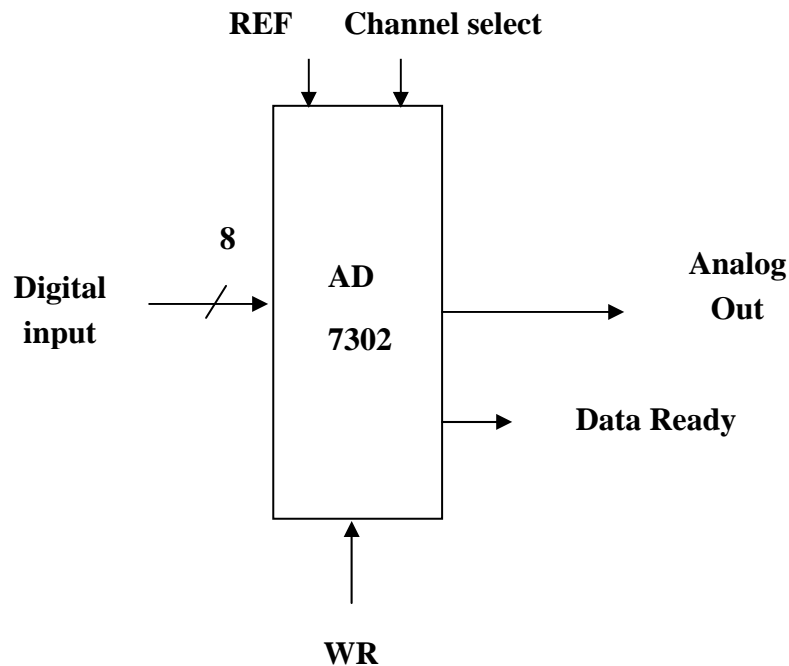 REF Channel select
8
Digital
input
AD
7302
Analog
Out
Data Ready
WR